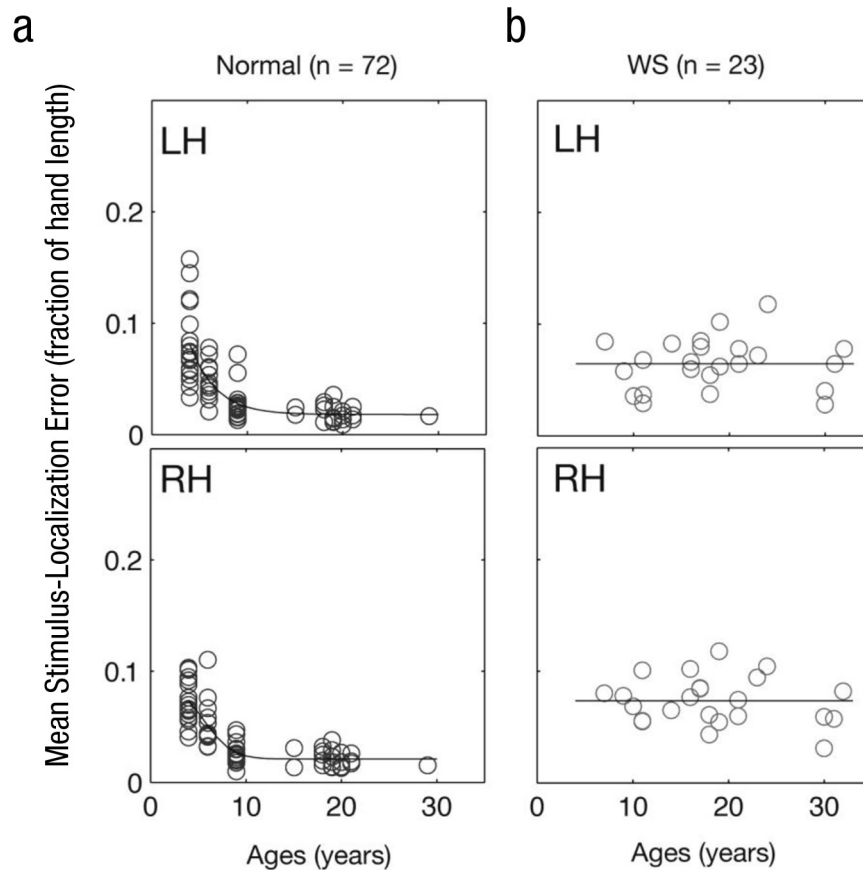 a
b
Normal (n = 72)
WS (n = 23)
Mean Stimulus-Localization Error (fraction of hand length)
LH
LH
0.2
0.1
0
RH
RH
0.2
0.1
0
0 10 20 30
0 10 20 30
Ages (years)
Ages (years)